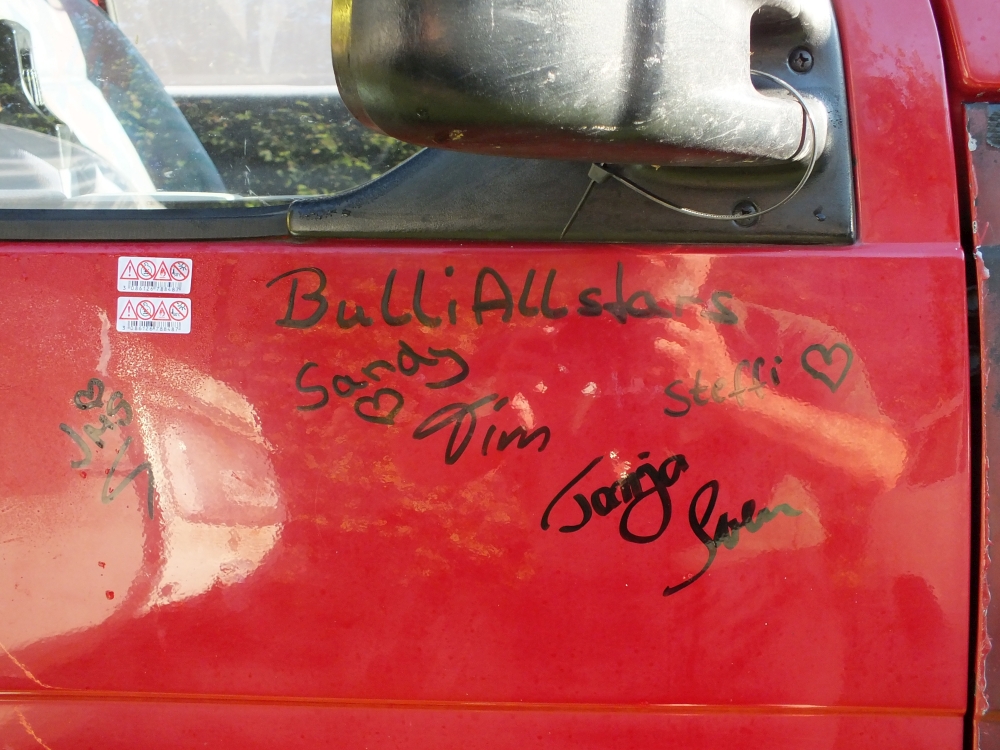 BulliAllstars
Sandy
Steffi
Tim
Tanja
Sven